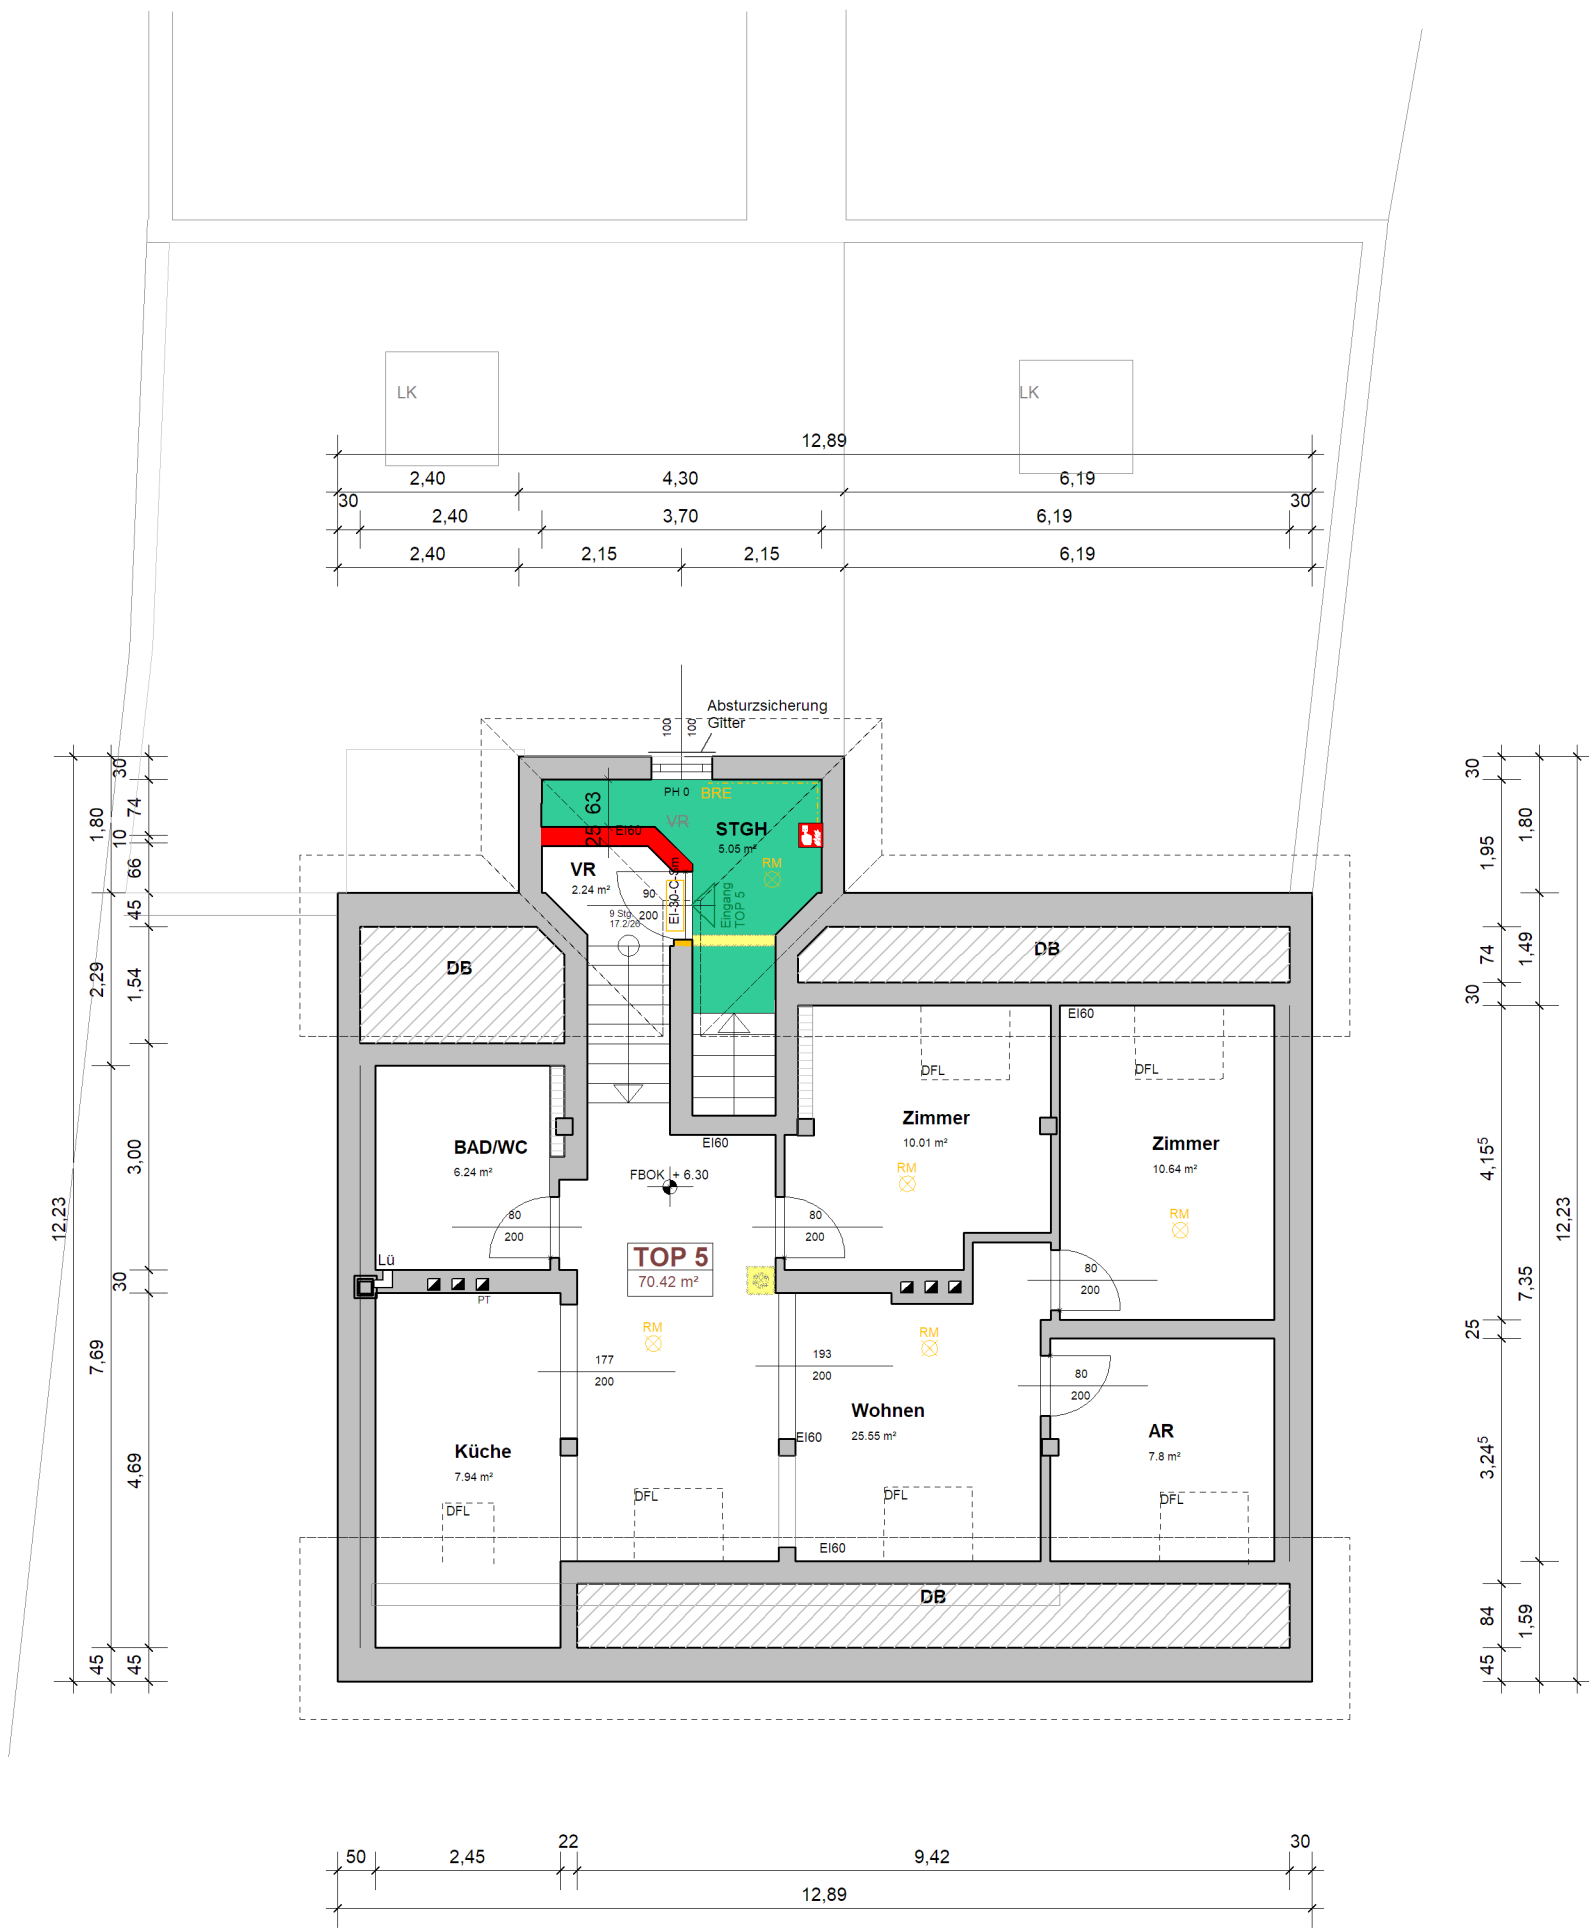 LK
LK
12,89
2,40
4,30
6,19
30
30
2,40
3,70
6,19
2,40
2,15
2,15
6,19
Absturzsicherung
Gitter
100
100
PH 0
BRE
VR
63
25
EI60
STGH
5.05 m²
RM
VR
2.24 m²
90
200
EI-30-C-Sm
Eingang
TOP 5
9 Stg.
17.2/26
DB
DB
EI60
DFL
DFL
Zimmer
10.01 m²
RM
Zimmer
10.64 m²
RM
BAD/WC
6.24 m²
EI60
FBOK + 6.30
80
200
80
200
80
200
Lü
PT
TOP 5
70.42 m²
RM
RM
177
200
193
200
80
200
Wohnen
25.55 m²
EI60
AR
7.8 m²
Küche
7.94 m²
DFL
DFL
DFL
DFL
EI60
DB
12,23
1,80
2,29
7,69
45
30
74
10
66
45
1,54
3,00
30
4,69
45
30
1,95
74
30
4,15⁵
25
3,24⁵
84
45
1,80
1,49
7,35
1,59
12,23
50
2,45
22
9,42
30
12,89